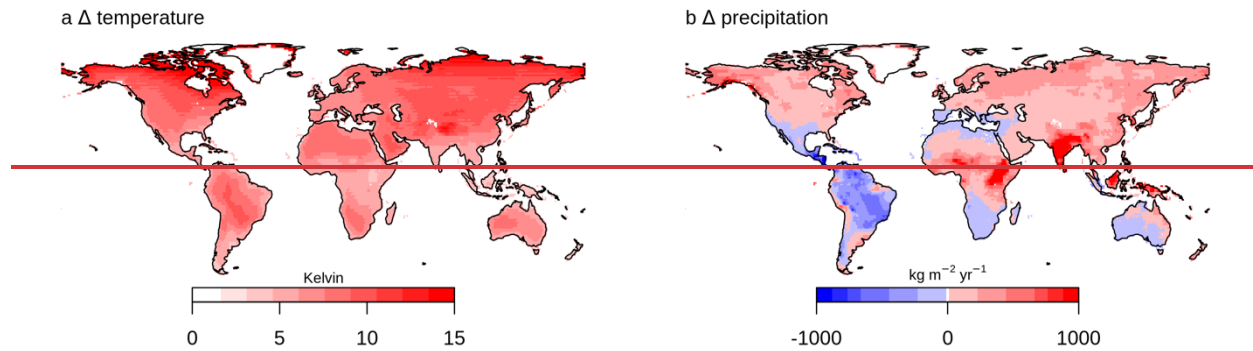 a Δ temperature
b Δ precipitation
Kelvin
0 5 10 15
kg m⁻² yr⁻¹
-1000 0 1000